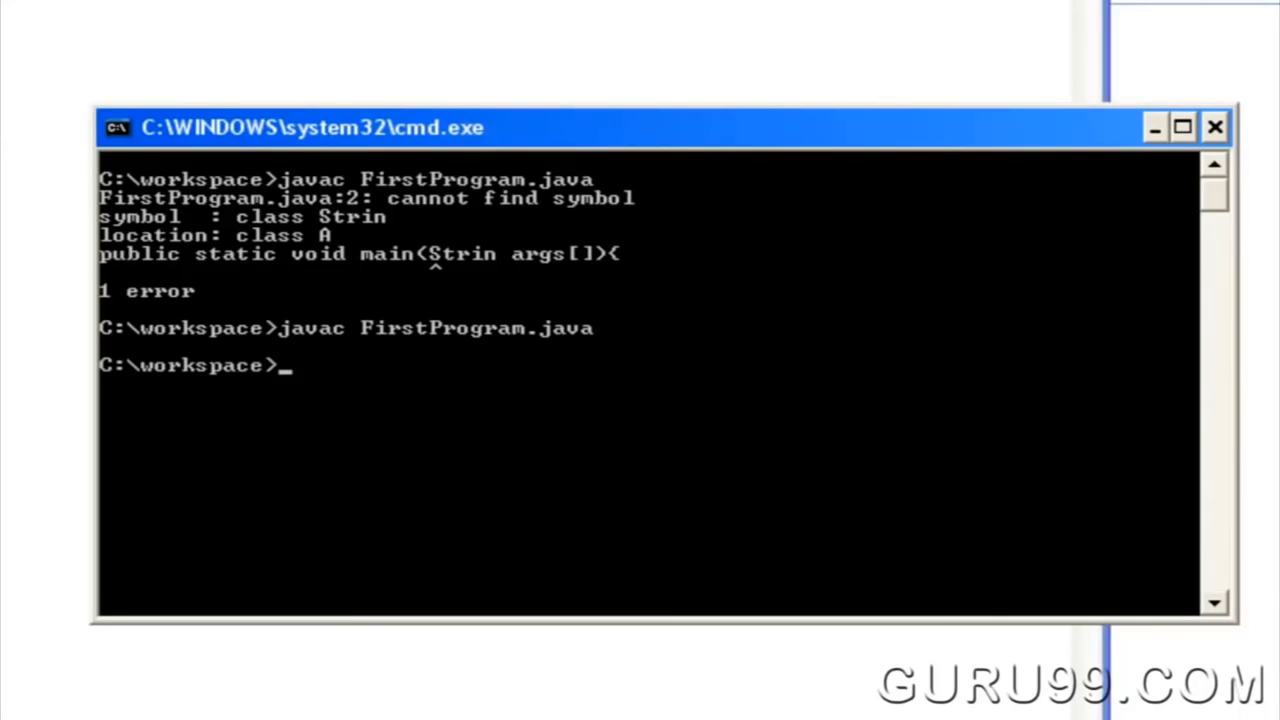 C:\WINDOWS\system32\cmd.exe
C:\workspace>javac FirstProgram.java
FirstProgram.java:2: cannot find symbol
symbol  : class Strin
location: class A
public static void main(Strin args[]){
^
1 error
C:\workspace>javac FirstProgram.java
C:\workspace>_
GURU99.COM